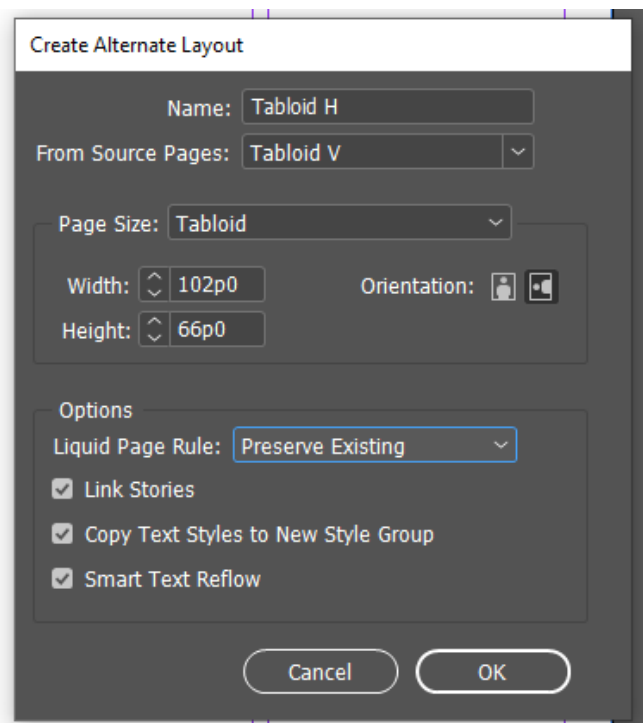 Create Alternate Layout
Name: Tabloid H
From Source Pages: Tabloid V
Page Size: Tabloid
Width: 102p0 Orientation:
Height: 66p0
Options
Liquid Page Rule: Preserve Existing
Link Stories
Copy Text Styles to New Style Group
Smart Text Reflow
Cancel OK